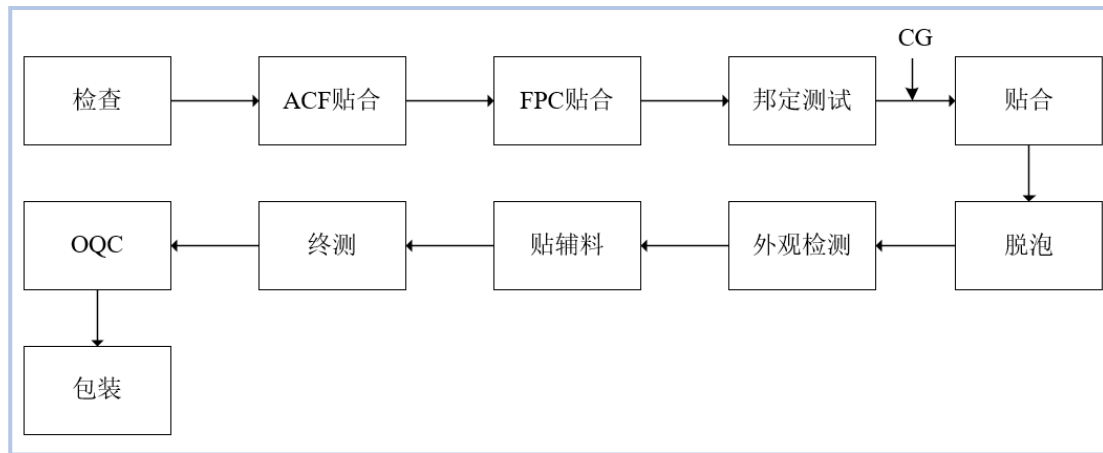 CG
检查
ACF贴合
FPC贴合
邦定测试
贴合
OQC
终测
贴辅料
外观检测
脱泡
包装